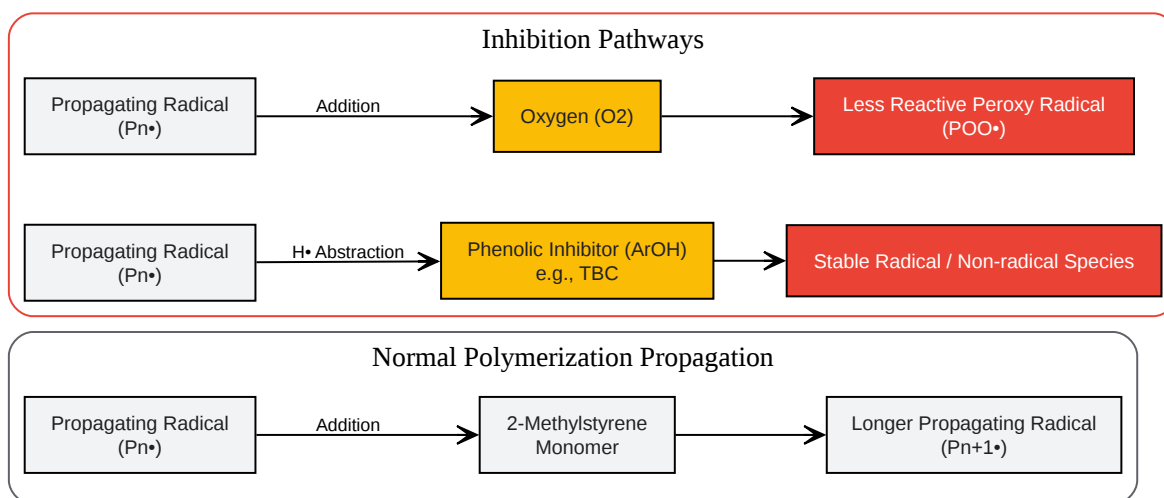 Inhibition Pathways
Propagating Radical
(Pn•)
Addition
Oxygen (O2)
Less Reactive Peroxy Radical
(POO•)
Propagating Radical
(Pn•)
H• Abstraction
Phenolic Inhibitor (ArOH)
e.g., TBC
Stable Radical / Non-radical Species
Normal Polymerization Propagation
Propagating Radical
(Pn•)
Addition
2-Methylstyrene
Monomer
Longer Propagating Radical
(Pn+1•)